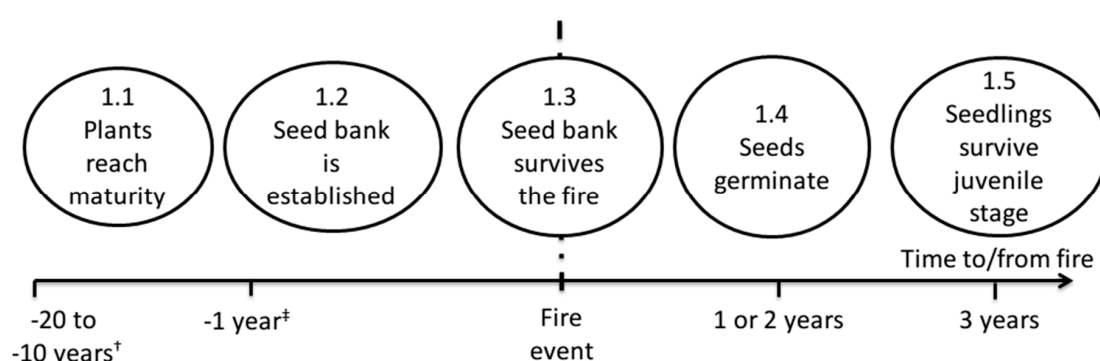 1.1
Plants
reach
maturity
1.2
Seed bank
is
established
1.3
Seed bank
survives
the fire
1.4
Seeds
germinate
1.5
Seedlings
survive
juvenile
stage
Time to/from fire
-20 to
-10 years†
-1 year‡
Fire
event
1 or 2 years
3 years